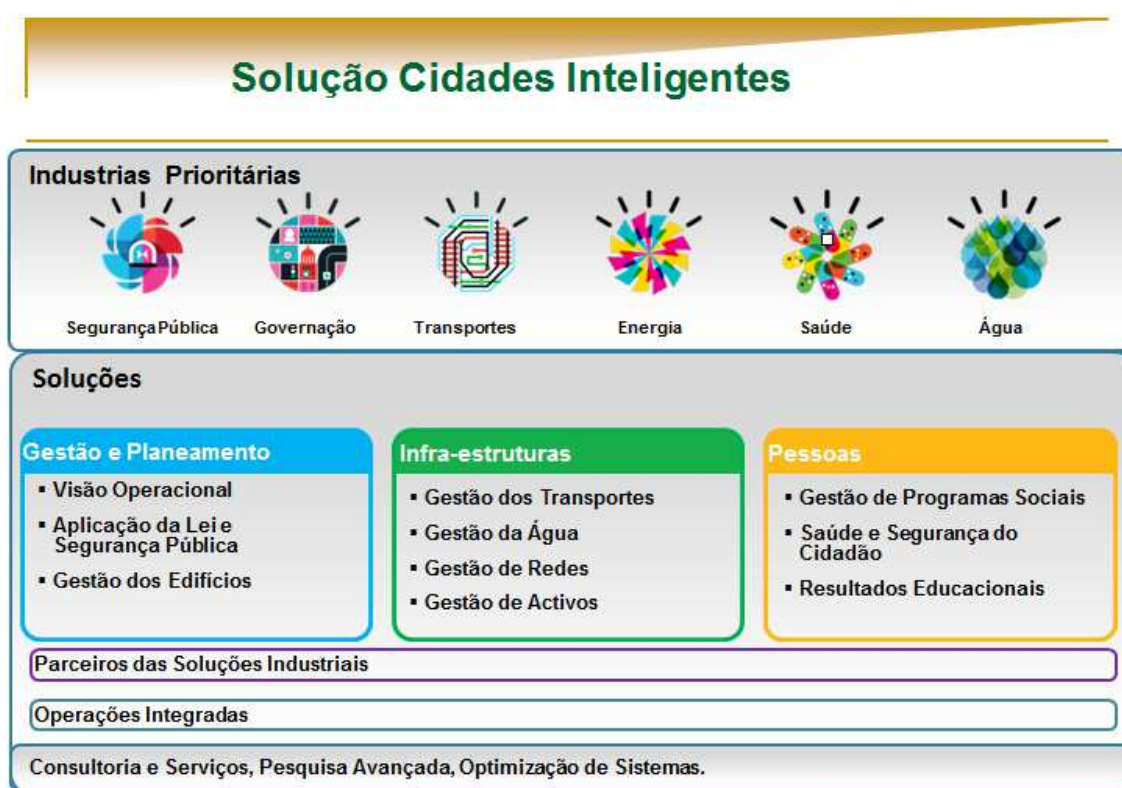 Solução Cidades Inteligentes
Industrias Prioritárias
Segurança Pública
Governação
Transportes
Energia
Saúde
Água
Soluções
Gestão e Planeamento
▪ Visão Operacional
▪ Aplicação da Lei e
Segurança Pública
▪ Gestão dos Edifícios
Infra-estruturas
▪ Gestão dos Transportes
▪ Gestão da Água
▪ Gestão de Redes
▪ Gestão de Activos
Pessoas
▪ Gestão de Programas Sociais
▪ Saúde e Segurança do
Cidadão
▪ Resultados Educacionais
Parceiros das Soluções Industriais
Operações Integradas
Consultoria e Serviços, Pesquisa Avançada, Optimização de Sistemas.